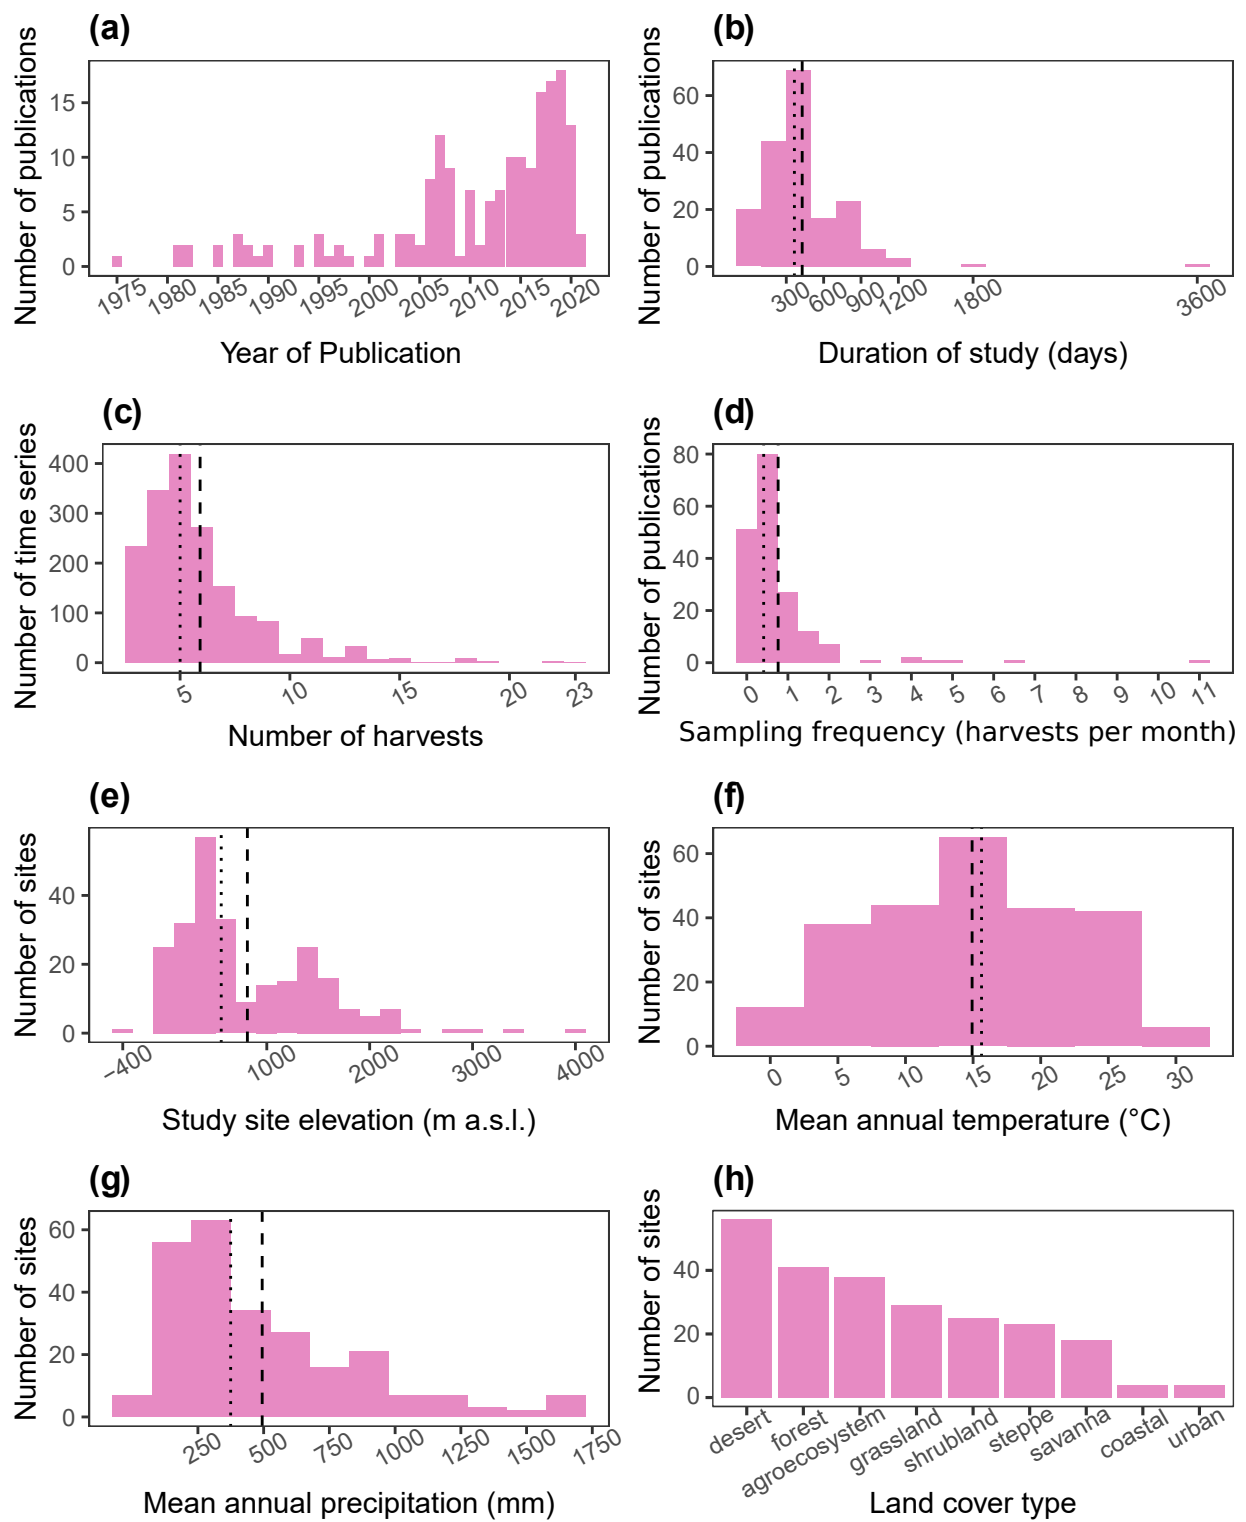 (a)
Number of publications
15
10
5
0
1975 1980 1985 1990 1995 2000 2005 2010 2015 2020
Year of Publication
(b)
Number of publications
60
40
20
0
300 600 900 1200 1800 3600
Duration of study (days)
(c)
Number of time series
400
300
200
100
0
5 10 15 20 23
Number of harvests
(d)
Number of publications
80
60
40
20
0
0 1 2 3 4 5 6 7 8 9 10 11
Sampling frequency (harvests per month)
(e)
Number of sites
40
20
0
−400 1000 2000 3000 4000
Study site elevation (m a.s.l.)
(f)
Number of sites
60
40
20
0
0 5 10 15 20 25 30
Mean annual temperature (°C)
(g)
Number of sites
60
40
20
0
250 500 750 1000 1250 1500 1750
Mean annual precipitation (mm)
(h)
Number of sites
40
20
0
desert forest agroecosystem grassland shrubland steppe savanna coastal urban
Land cover type